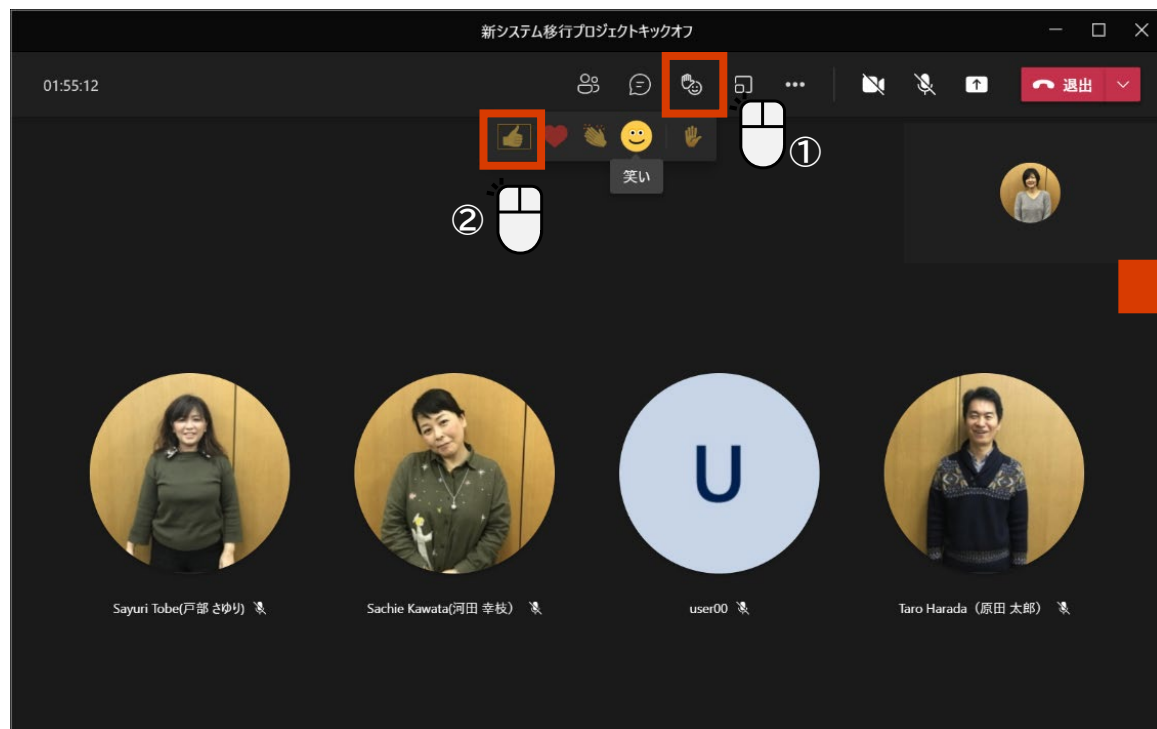 新システム移行プロジェクトキックオフ
01:55:12
退出
①
笑い
②
U
Sayuri Tobe(戸部 さゆり)
Sachie Kawata(河田 幸枝)
user00
Taro Harada（原田 太郎）